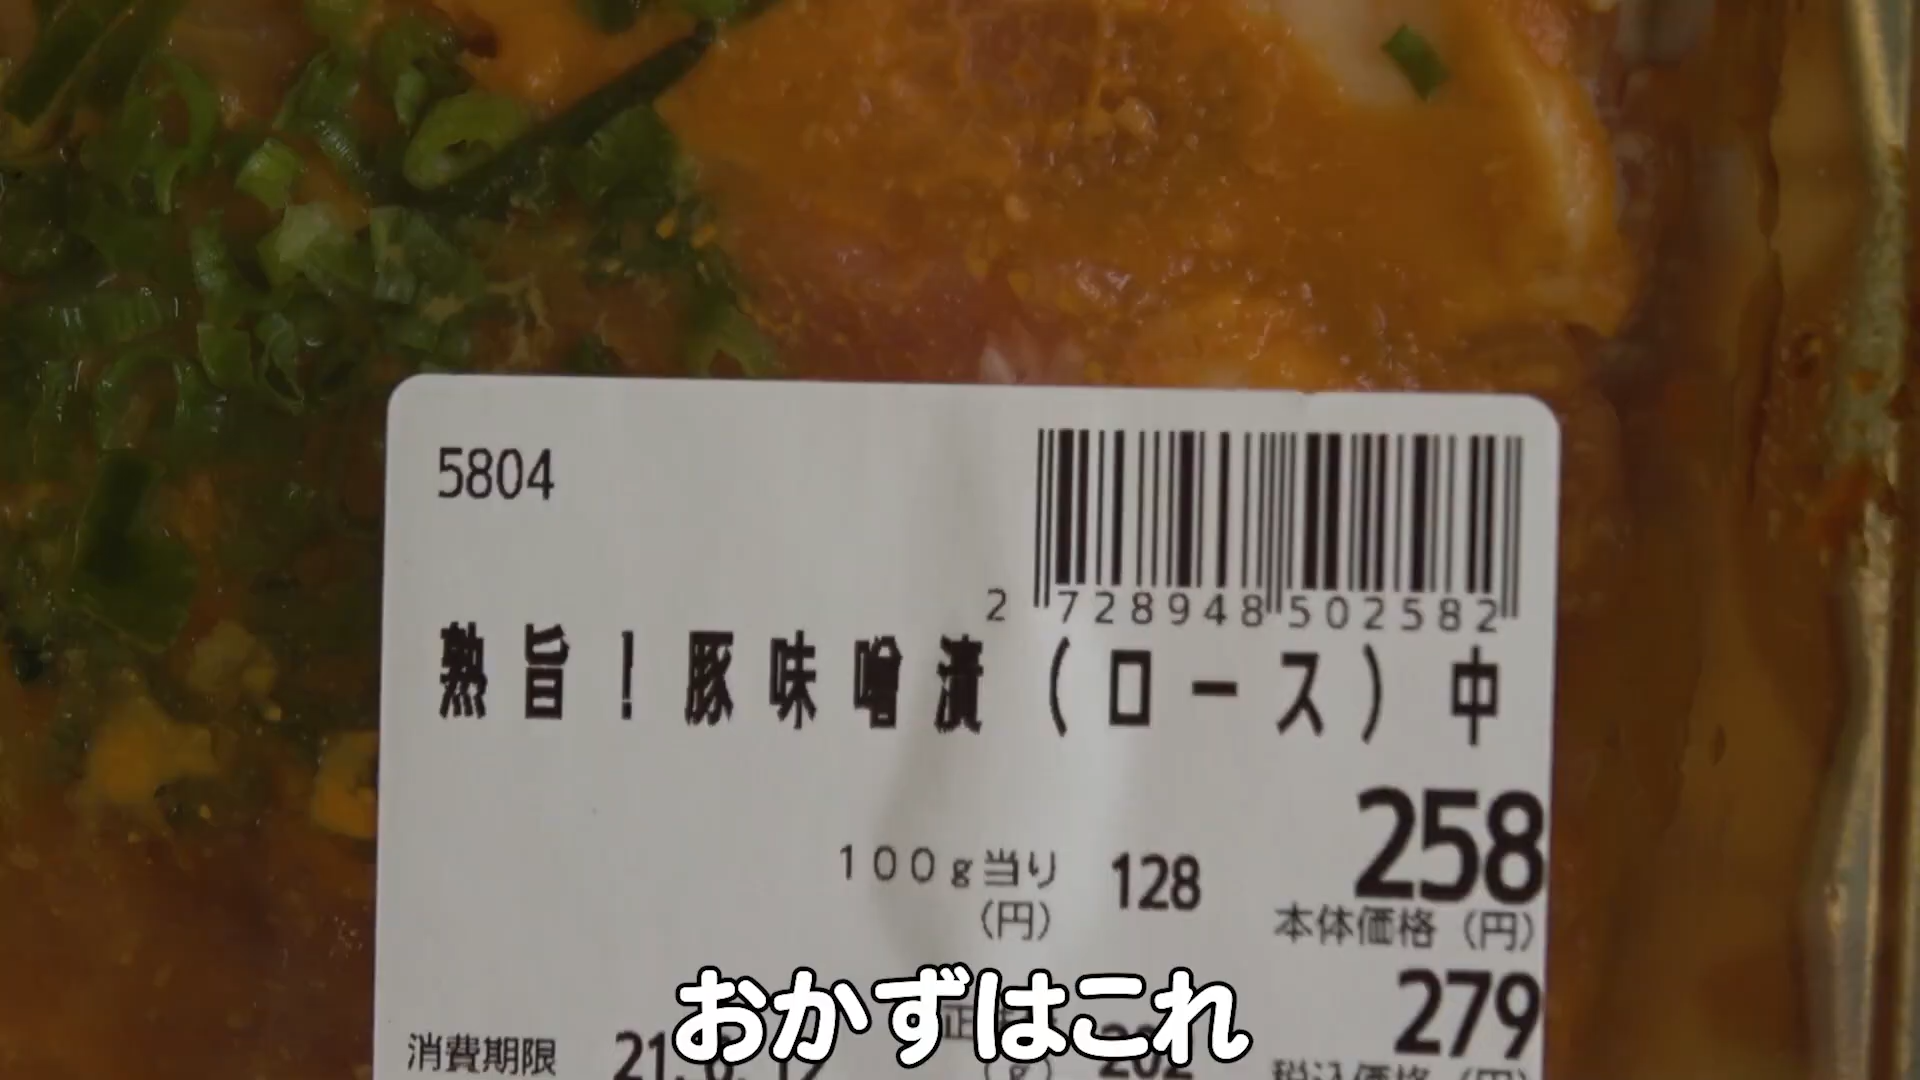 5804
2 728948 502582
熟旨!豚味噌漬(ロース)中
100g当り
(円)
128
258
本体価格(円)
279
消費期限
おかずはこれ